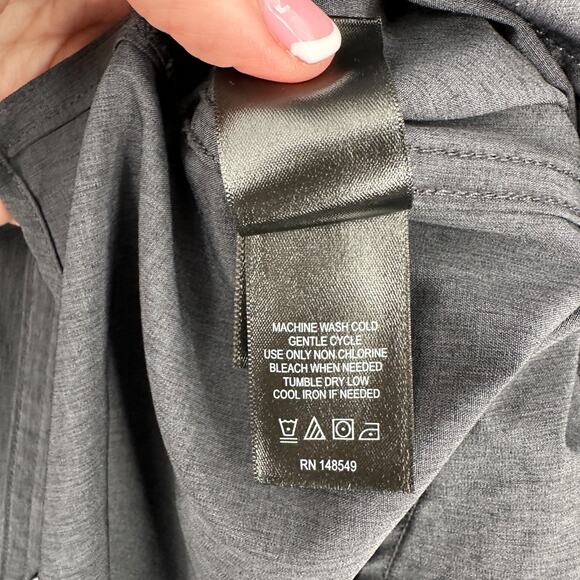 MACHINE WASH COLD
GENTLE CYCLE
USE ONLY NON CHLORINE
BLEACH WHEN NEEDED
TUMBLE DRY LOW
COOL IRON IF NEEDED
RN 148549